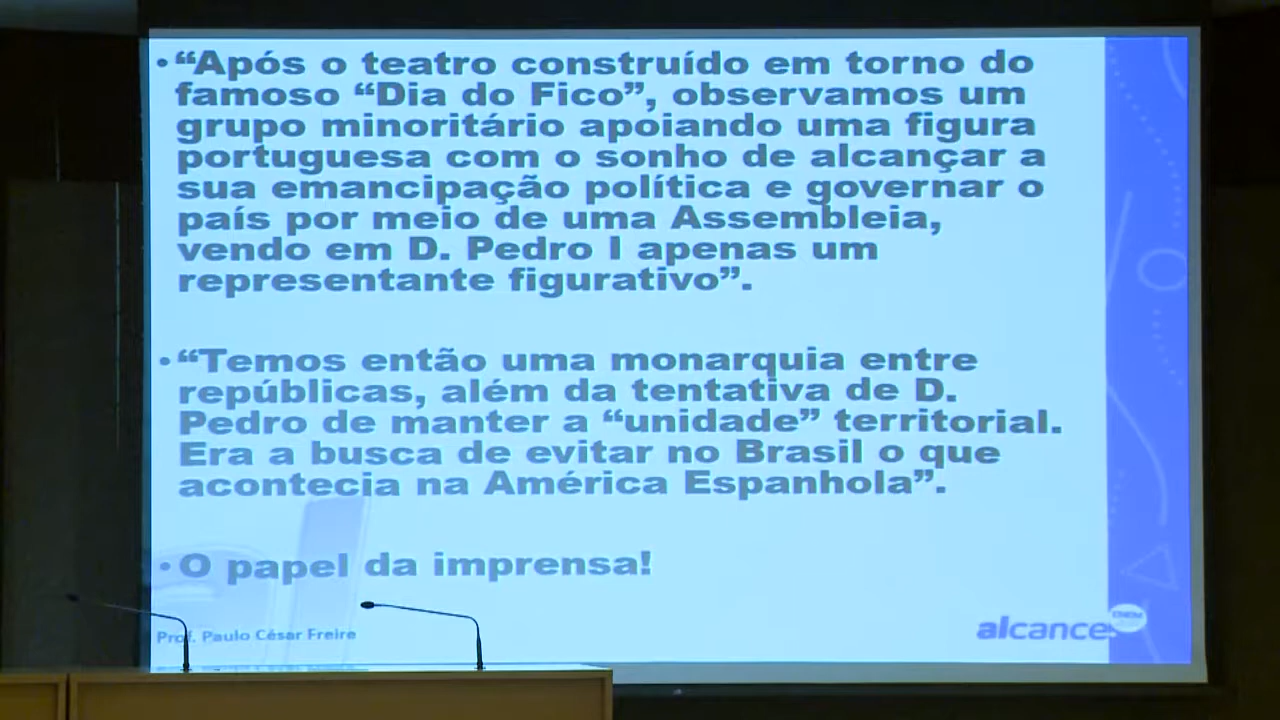 • “Após o teatro construído em torno do
famoso “Dia do Fico”, observamos um
grupo minoritário apoiando uma figura
portuguesa com o sonho de alcançar a
sua emancipação política e governar o
país por meio de uma Assembleia,
vendo em D. Pedro I apenas um
representante figurativo”.
• “Temos então uma monarquia entre
repúblicas, além da tentativa de D.
Pedro de manter a “unidade” territorial.
Era a busca de evitar no Brasil o que
acontecia na América Espanhola”.
• O papel da imprensa!
Prof. Paulo César Freire
alcance